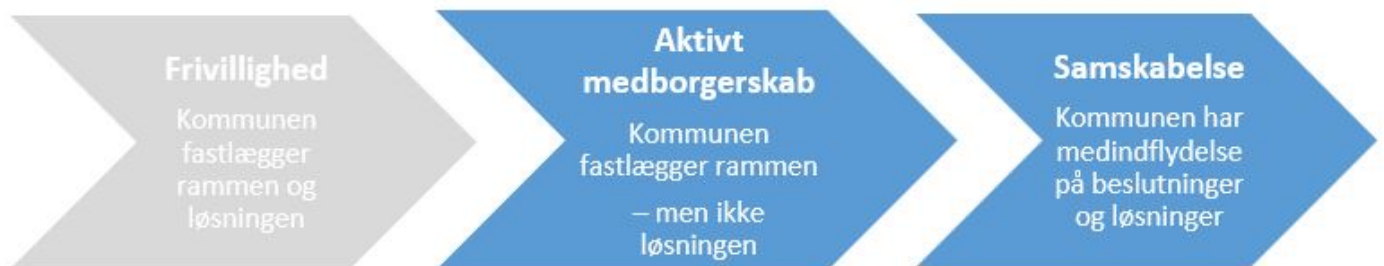 Frivillighed
Kommunen
fastlægger
rammen og
løsningen
Aktivt
medborgerskab
Kommunen
fastlægger rammen
– men ikke
løsningen
Samskabelse
Kommunen har
medindflydelse
på beslutninger
og løsninger